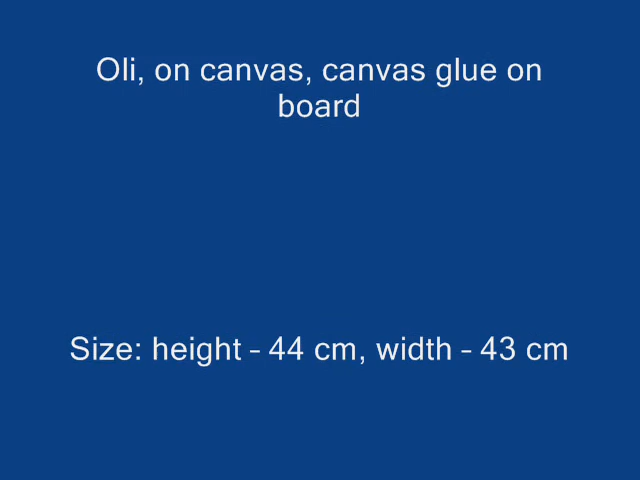 Oli, on canvas, canvas glue on
board
Size: height – 44 cm, width – 43 cm